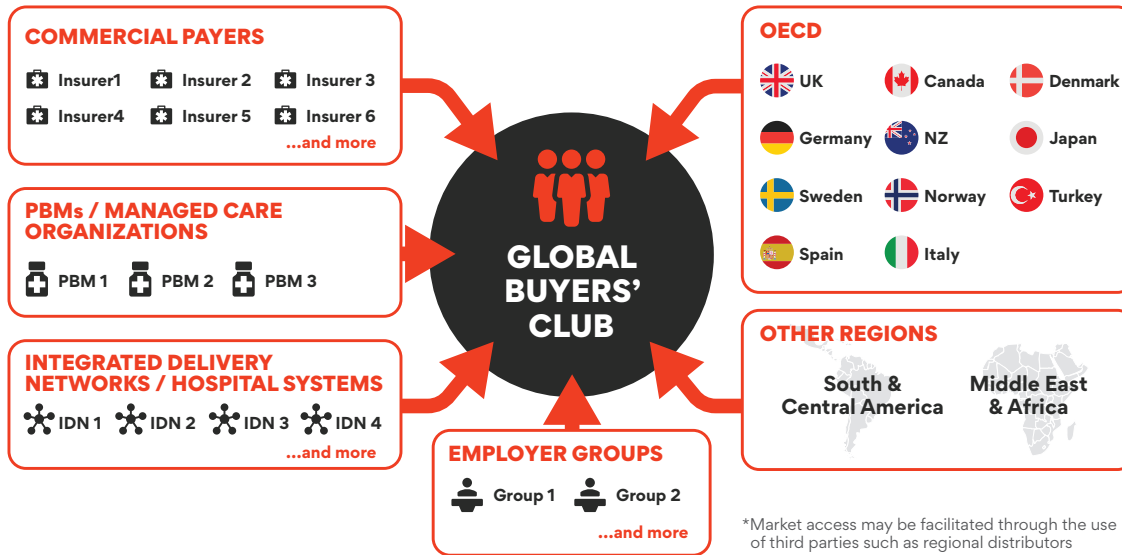 COMMERCIAL PAYERS
Insurer1 Insurer 2 Insurer 3
Insurer4 Insurer 5 Insurer 6
...and more
PBMs / MANAGED CARE
ORGANIZATIONS
PBM 1 PBM 2 PBM 3
INTEGRATED DELIVERY
NETWORKS / HOSPITAL SYSTEMS
IDN 1 IDN 2 IDN 3 IDN 4
...and more
GLOBAL
BUYERS’
CLUB
EMPLOYER GROUPS
Group 1 Group 2
...and more
OECD
UK Canada Denmark
Germany NZ Japan
Sweden Norway Turkey
Spain Italy
OTHER REGIONS
South &
Central America
Middle East
& Africa
*Market access may be facilitated through the use
of third parties such as regional distributors